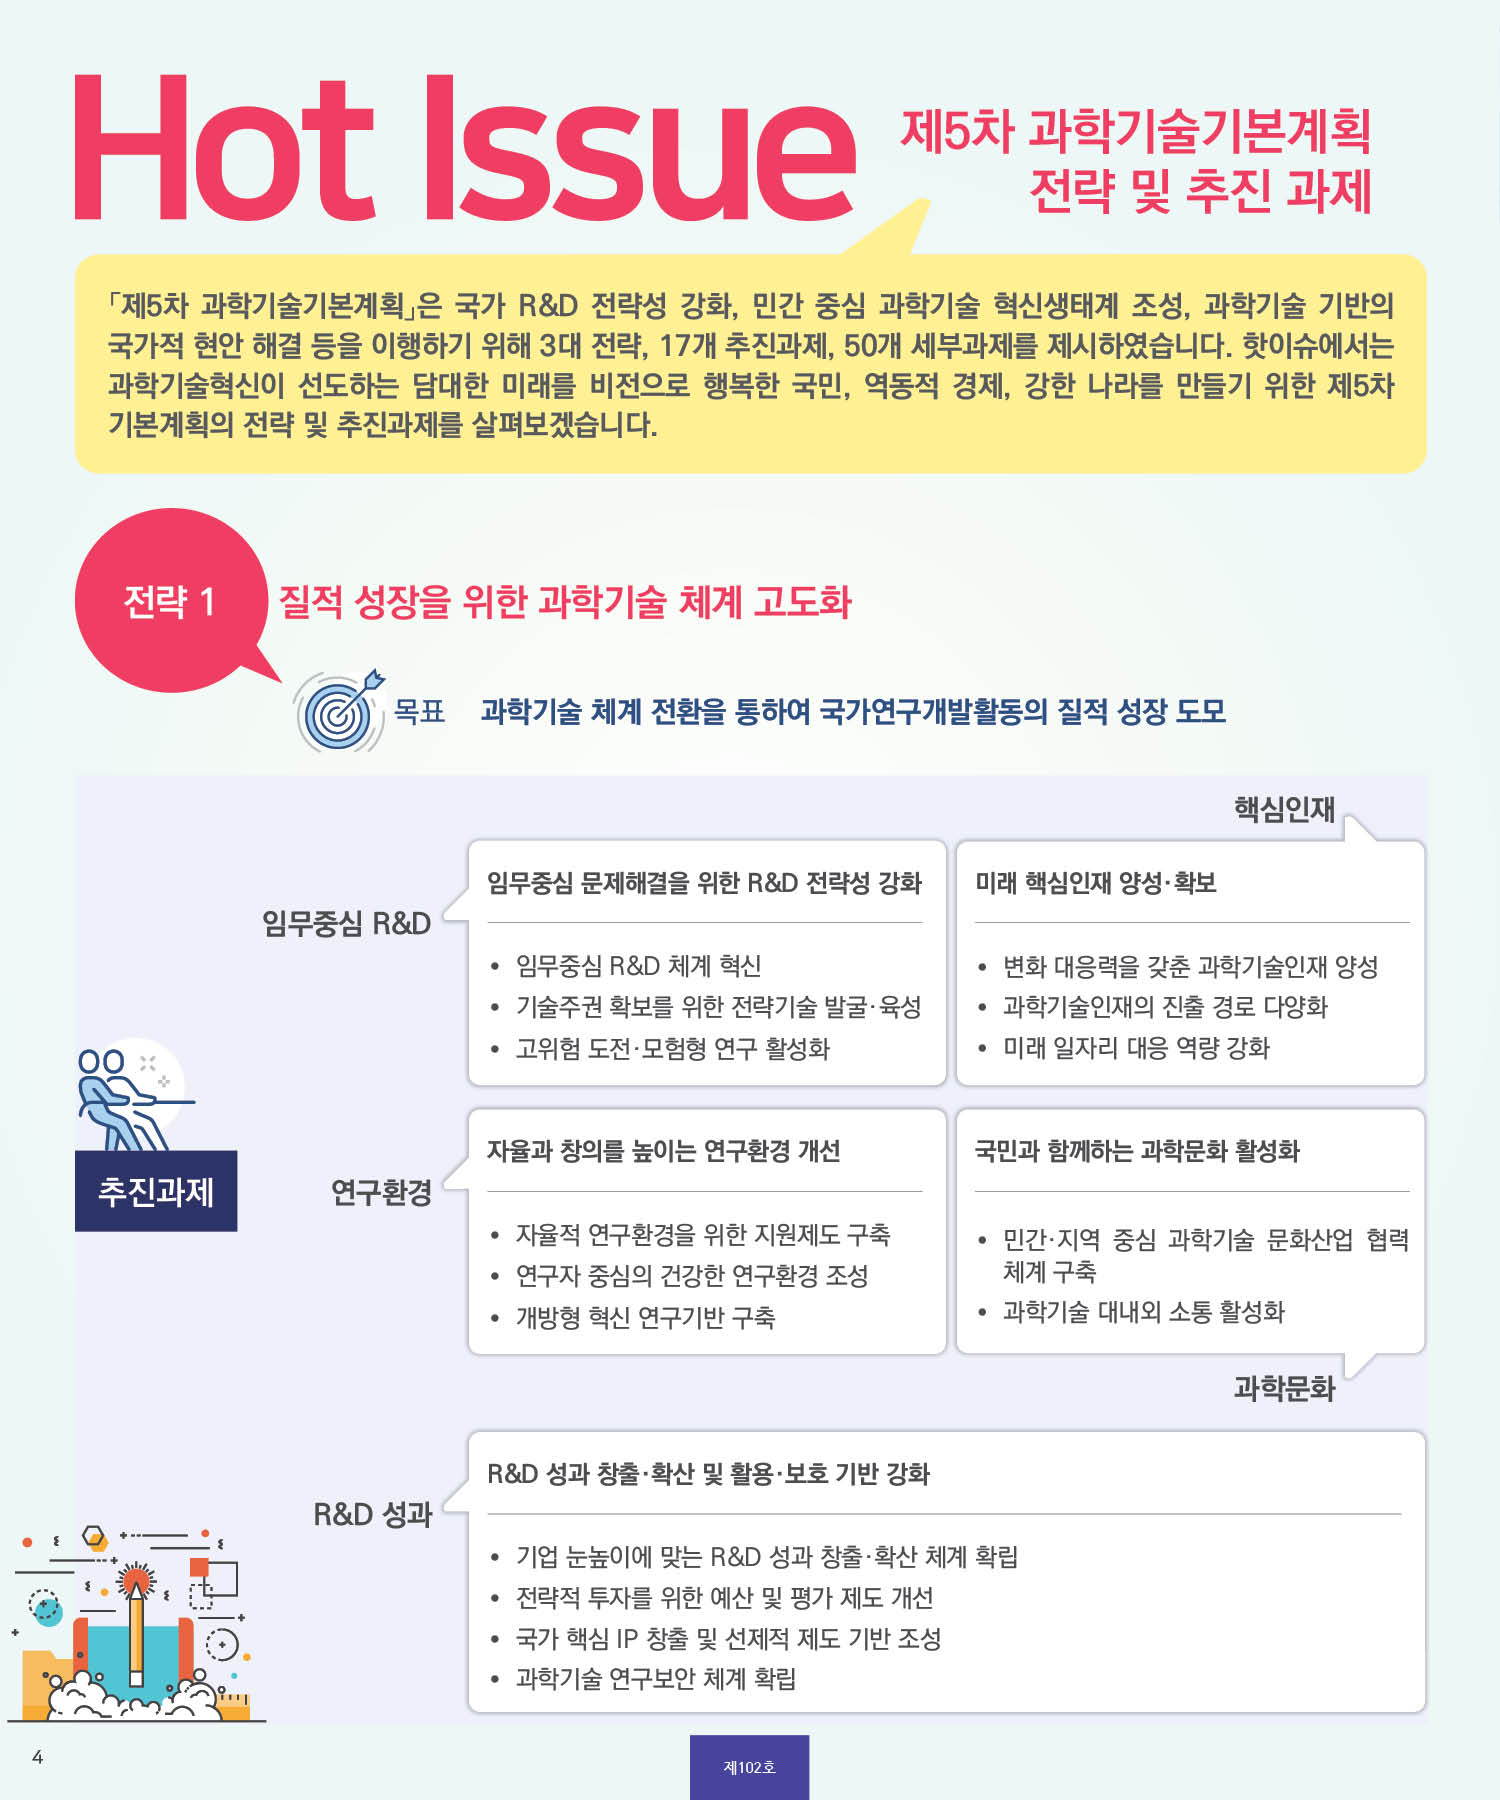 Hot Issue
제5차 과학기술기본계획
전략 및 추진 과제
「제5차 과학기술기본계획」은 국가 R&D 전략성 강화, 민간 중심 과학기술 혁신생태계 조성, 과학기술 기반의
국가적 현안 해결 등을 이행하기 위해 3대 전략, 17개 추진과제, 50개 세부과제를 제시하였습니다. 핫이슈에서는
과학기술혁신이 선도하는 담대한 미래를 비전으로 행복한 국민, 역동적 경제, 강한 나라를 만들기 위한 제5차
기본계획의 전략 및 추진과제를 살펴보겠습니다.
전략 1
질적 성장을 위한 과학기술 체계 고도화
목표 과학기술 체계 전환을 통하여 국가연구개발활동의 질적 성장 도모
추진과제
임무중심 R&D
임무중심 문제해결을 위한 R&D 전략성 강화
• 임무중심 R&D 체계 혁신
• 기술주권 확보를 위한 전략기술 발굴·육성
• 고위험 도전·모험형 연구 활성화
핵심인재
미래 핵심인재 양성·확보
• 변화 대응력을 갖춘 과학기술인재 양성
• 과학기술인재의 진출 경로 다양화
• 미래 일자리 대응 역량 강화
연구환경
자율과 창의를 높이는 연구환경 개선
• 자율적 연구환경을 위한 지원제도 구축
• 연구자 중심의 건강한 연구환경 조성
• 개방형 혁신 연구기반 구축
국민과 함께하는 과학문화 활성화
• 민간·지역 중심 과학기술 문화산업 협력
체계 구축
• 과학기술 대내외 소통 활성화
과학문화
R&D 성과
R&D 성과 창출·확산 및 활용·보호 기반 강화
• 기업 눈높이에 맞는 R&D 성과 창출·확산 체계 확립
• 전략적 투자를 위한 예산 및 평가 제도 개선
• 국가 핵심 IP 창출 및 선제적 제도 기반 조성
• 과학기술 연구보안 체계 확립
4
제102호